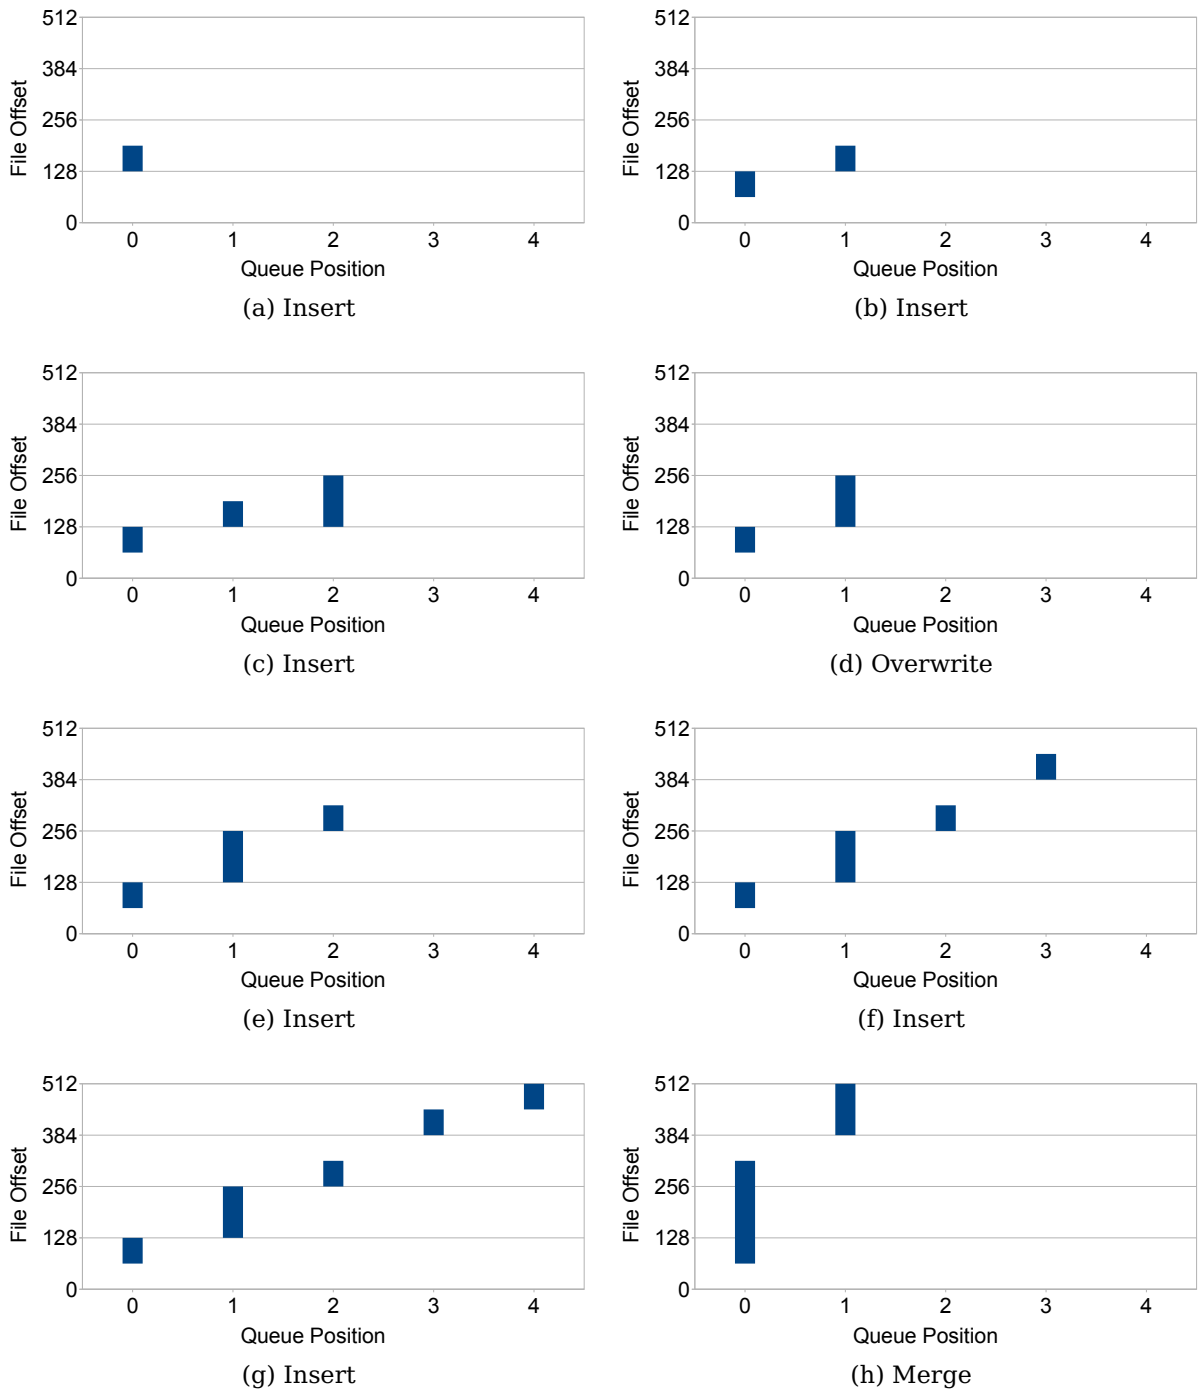 512
384
256
128
0
File Offset
0 1 2 3 4
Queue Position
(a) Insert
512
384
256
128
0
File Offset
0 1 2 3 4
Queue Position
(b) Insert
512
384
256
128
0
File Offset
0 1 2 3 4
Queue Position
(c) Insert
512
384
256
128
0
File Offset
0 1 2 3 4
Queue Position
(d) Overwrite
512
384
256
128
0
File Offset
0 1 2 3 4
Queue Position
(e) Insert
512
384
256
128
0
File Offset
0 1 2 3 4
Queue Position
(f) Insert
512
384
256
128
0
File Offset
0 1 2 3 4
Queue Position
(g) Insert
512
384
256
128
0
File Offset
0 1 2 3 4
Queue Position
(h) Merge